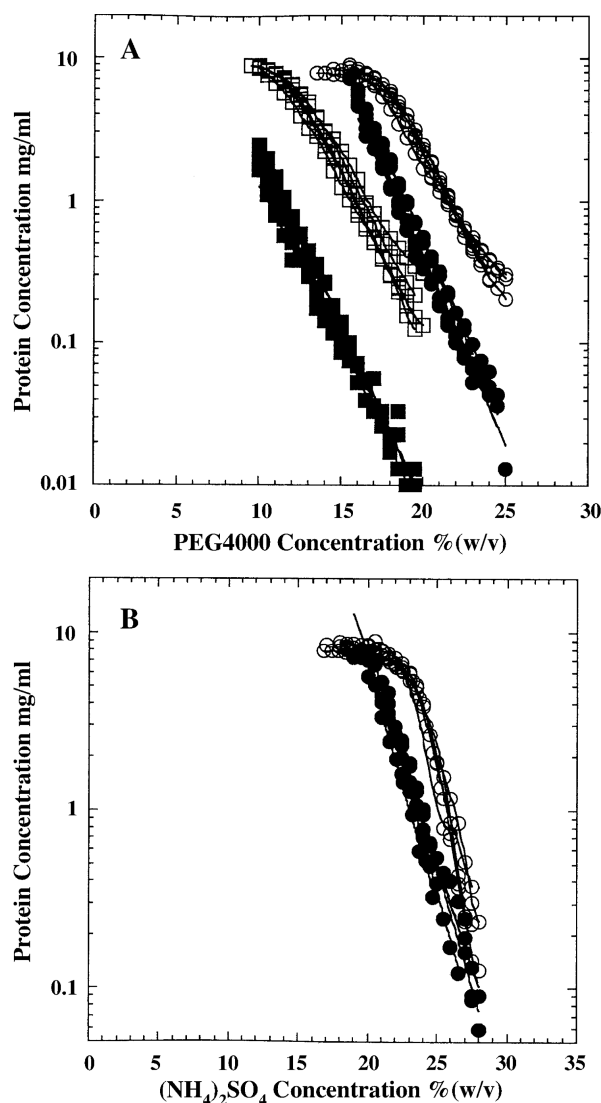 A
10
1
0.1
0.01
Protein Concentration mg/ml
0 5 10 15 20 25 30
PEG4000 Concentration % (w/v)
B
10
1
0.1
Protein Concentration mg/ml
0 5 10 15 20 25 30 35
(NH₄)₂SO₄ Concentration % (w/v)